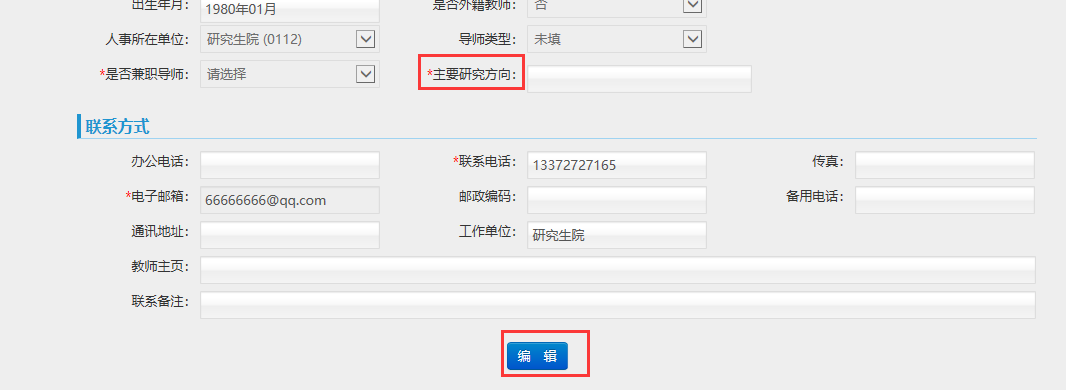 出生年月： 1980年01月 是否外籍教师： 否
人事所在单位： 研究生院 (0112) 导师类型： 未填
*是否兼职导师： 请选择 *主要研究方向：
联系方式
办公电话： *联系电话： 13372727165 传真：
*电子邮箱： 66666666@qq.com 邮政编码： 备用电话：
通讯地址： 工作单位： 研究生院
教师主页：
联系备注：
编 辑